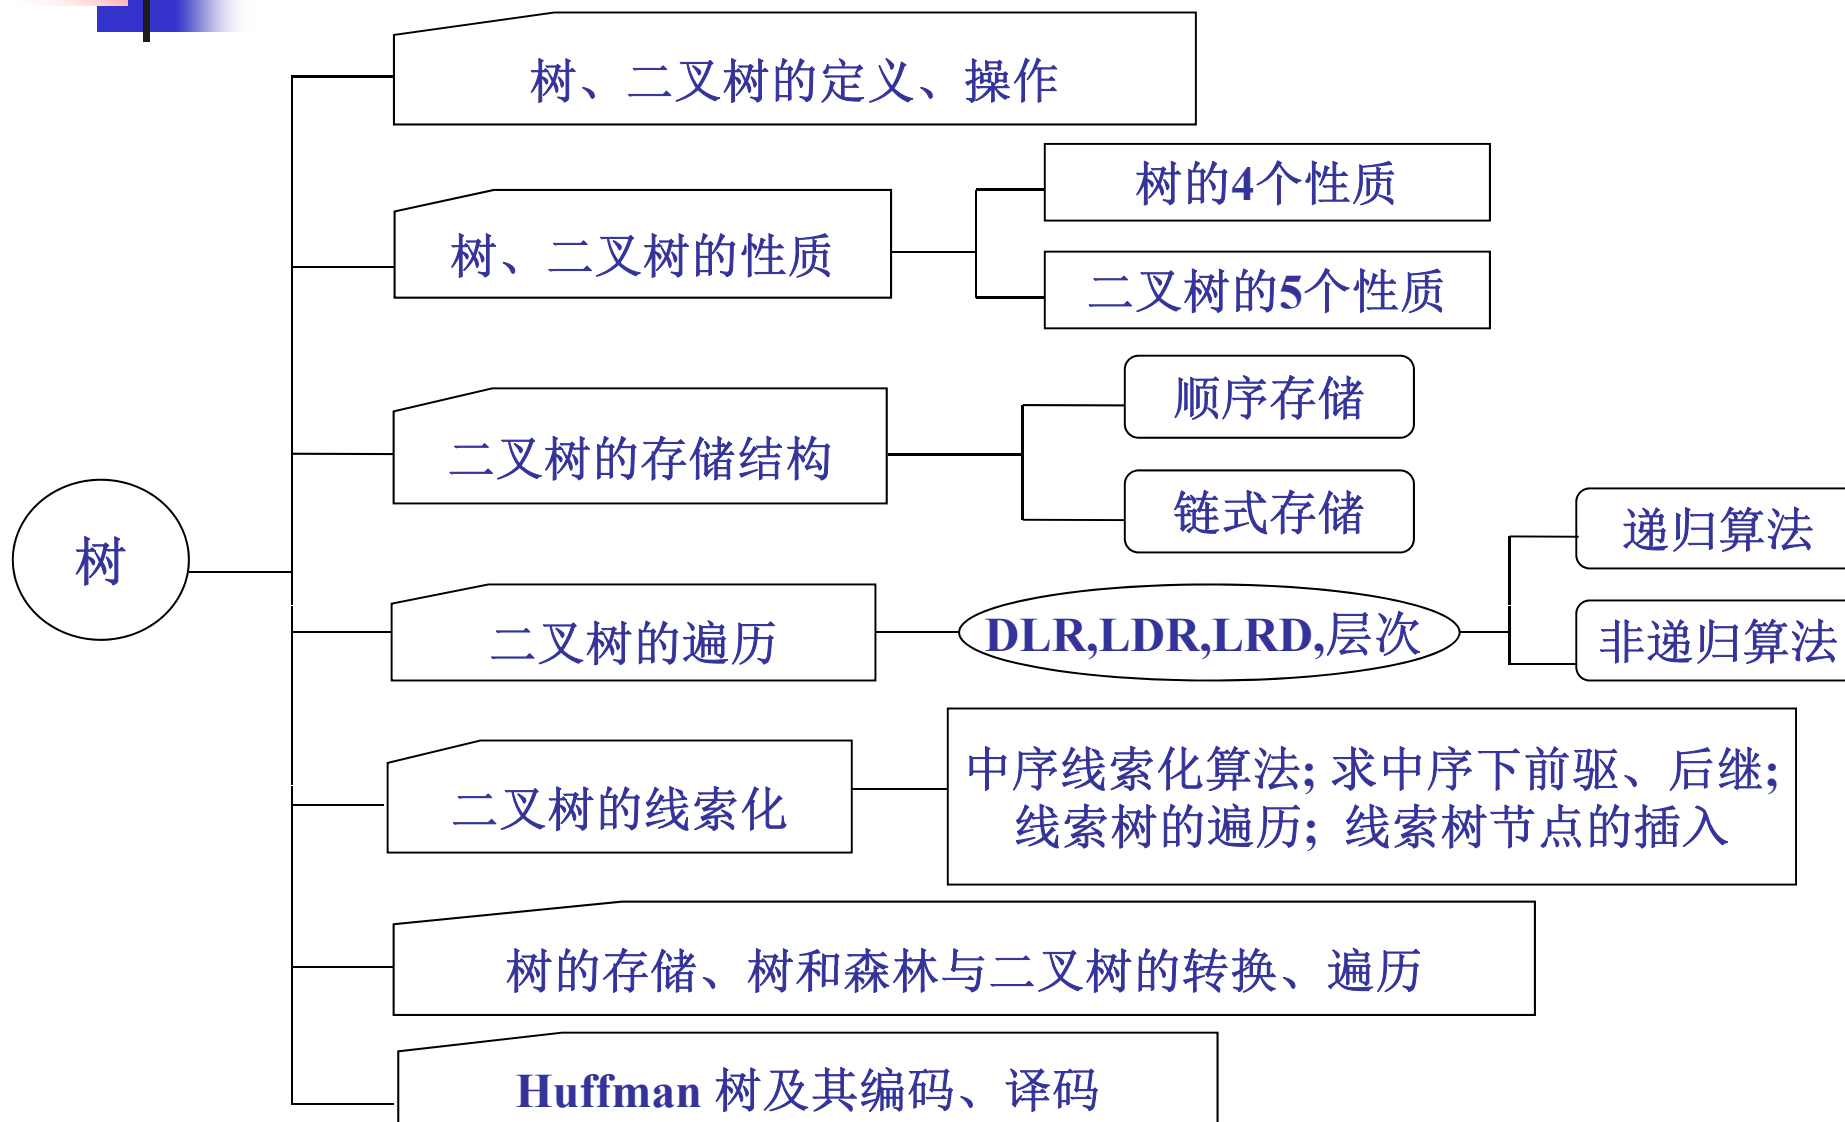 树、二叉树的定义、操作
树的4个性质
树、二叉树的性质
二叉树的5个性质
顺序存储
二叉树的存储结构
链式存储
递归算法
树
二叉树的遍历
DLR,LDR,LRD,层次
非递归算法
中序线索化算法; 求中序下前驱、后继;
线索树的遍历; 线索树节点的插入
二叉树的线索化
树的存储、树和森林与二叉树的转换、遍历
Huffman 树及其编码、译码